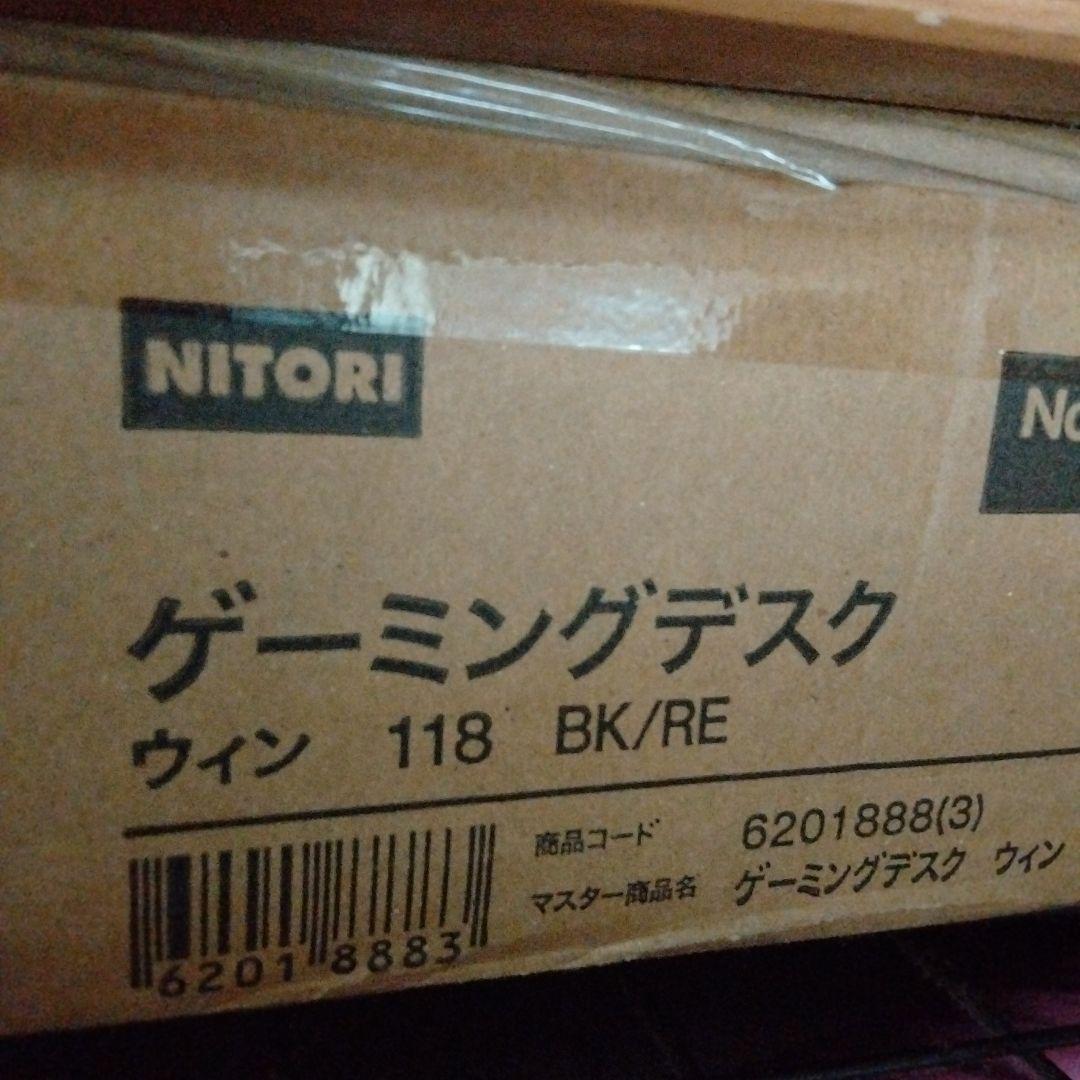 NITORI
ゲーミングデスク
ウィン 118 BK/RE
商品コード 6201888(3)
マスター商品名 ゲーミングデスク ウィン
6201 8883